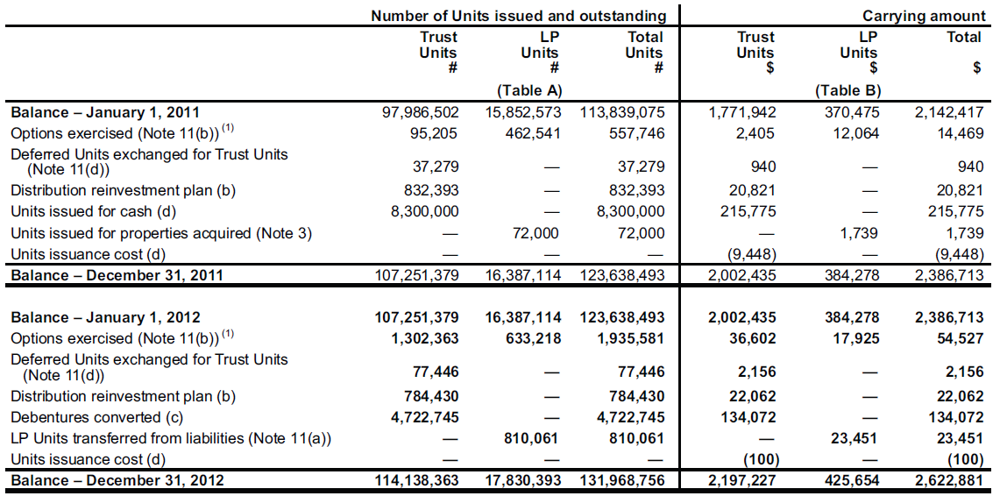 Number of Units issued and outstanding Carrying amount
Trust LP Total Trust LP Total
Units Units Units Units Units
# # # $ $ $
(Table A) (Table B)
Balance – January 1, 2011 97,986,502 15,852,573 113,839,075 1,771,942 370,475 2,142,417
Options exercised (Note 11(b)) (1) 95,205 462,541 557,746 2,405 12,064 14,469
Deferred Units exchanged for Trust Units
(Note 11(d)) 37,279 — 37,279 940 — 940
Distribution reinvestment plan (b) 832,393 — 832,393 20,821 — 20,821
Units issued for cash (d) 8,300,000 — 8,300,000 215,775 — 215,775
Units issued for properties acquired (Note 3) — 72,000 72,000 — 1,739 1,739
Units issuance cost (d) — — — (9,448) — (9,448)
Balance – December 31, 2011 107,251,379 16,387,114 123,638,493 2,002,435 384,278 2,386,713
Balance – January 1, 2012 107,251,379 16,387,114 123,638,493 2,002,435 384,278 2,386,713
Options exercised (Note 11(b)) (1) 1,302,363 633,218 1,935,581 36,602 17,925 54,527
Deferred Units exchanged for Trust Units
(Note 11(d)) 77,446 — 77,446 2,156 — 2,156
Distribution reinvestment plan (b) 784,430 — 784,430 22,062 — 22,062
Debentures converted (c) 4,722,745 — 4,722,745 134,072 — 134,072
LP Units transferred from liabilities (Note 11(a)) — 810,061 810,061 — 23,451 23,451
Units issuance cost (d) — — — (100) — (100)
Balance – December 31, 2012 114,138,363 17,830,393 131,968,756 2,197,227 425,654 2,622,881